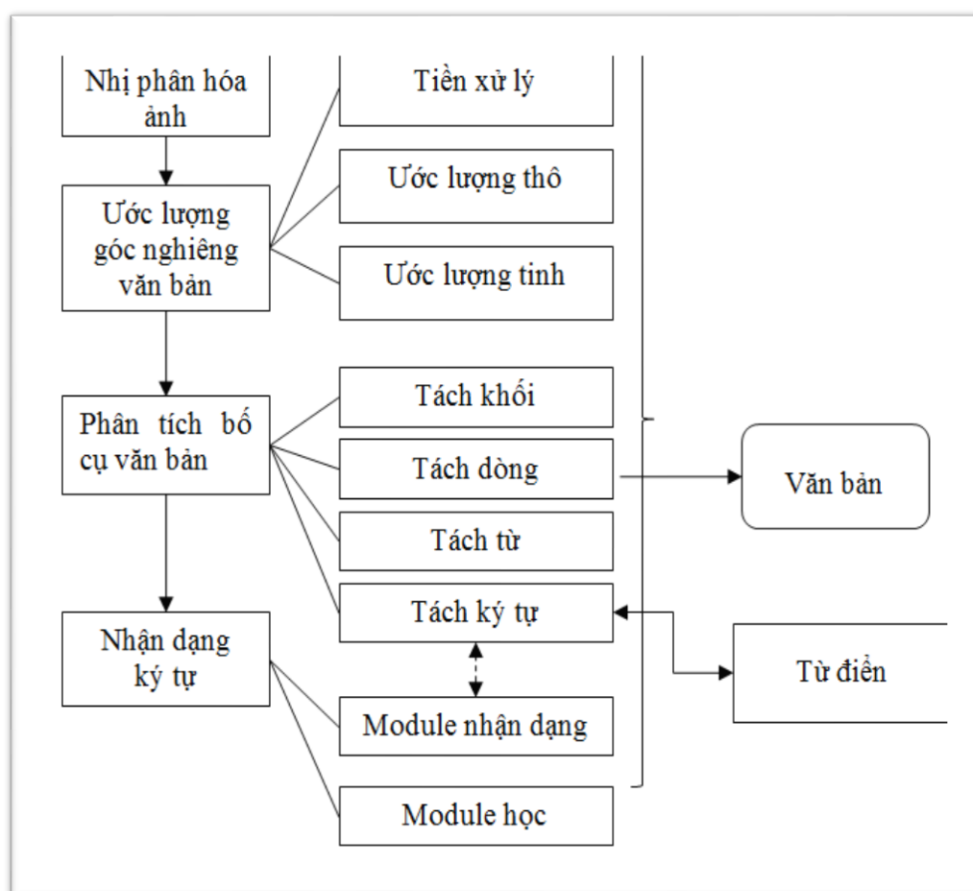 Nhị phân hóa
ảnh
Tiền xử lý
Ước lượng thô
Ước lượng
góc nghiêng
văn bản
Ước lượng tinh
Tách khối
Phân tích bố
cụ văn bản
Tách dòng
Văn bản
Tách từ
Tách ký tự
Nhận dạng
ký tự
Từ điển
Module nhận dạng
Module học